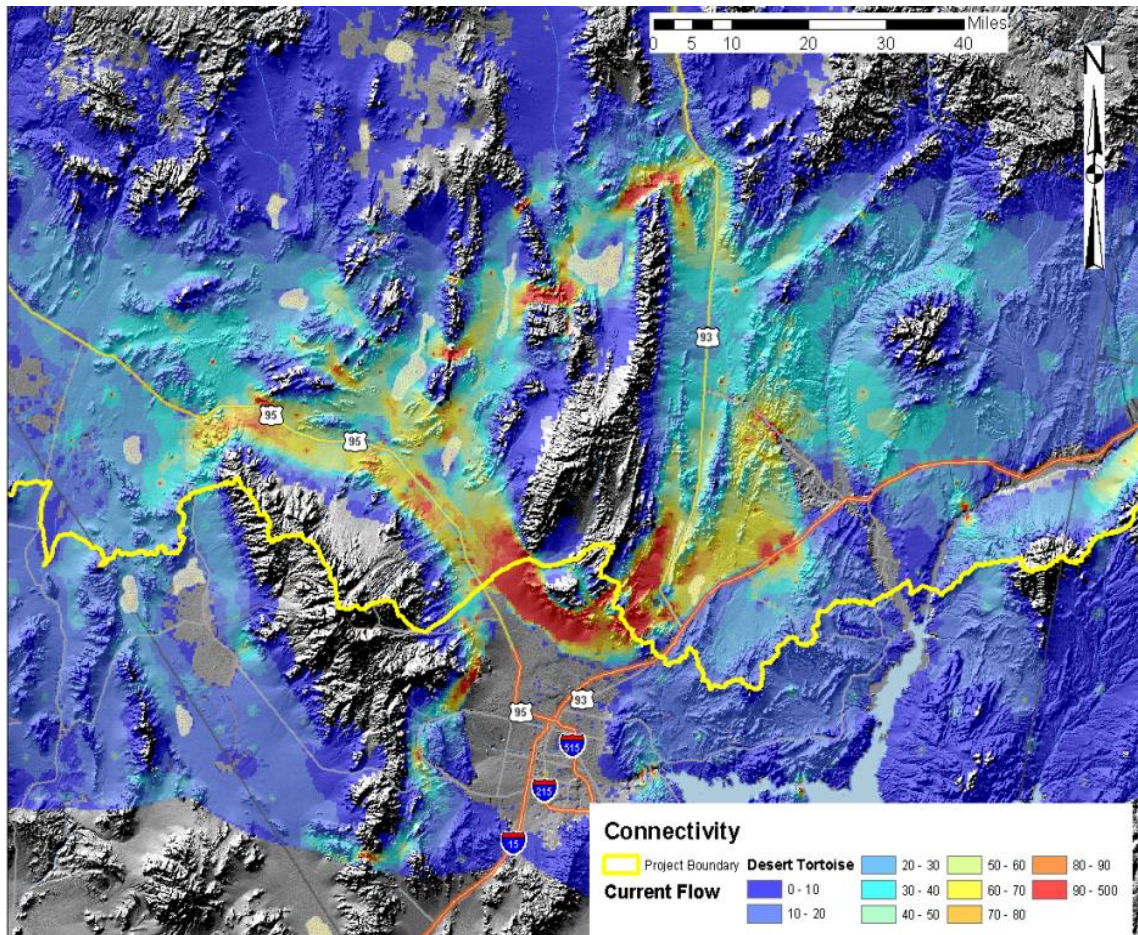 Miles
0 5 10 20 30 40
N
93
95
95
95
93
515
215
15
Connectivity
Project Boundary
Current Flow
Desert Tortoise
0 - 10
10 - 20
20 - 30
30 - 40
40 - 50
50 - 60
60 - 70
70 - 80
80 - 90
90 - 500